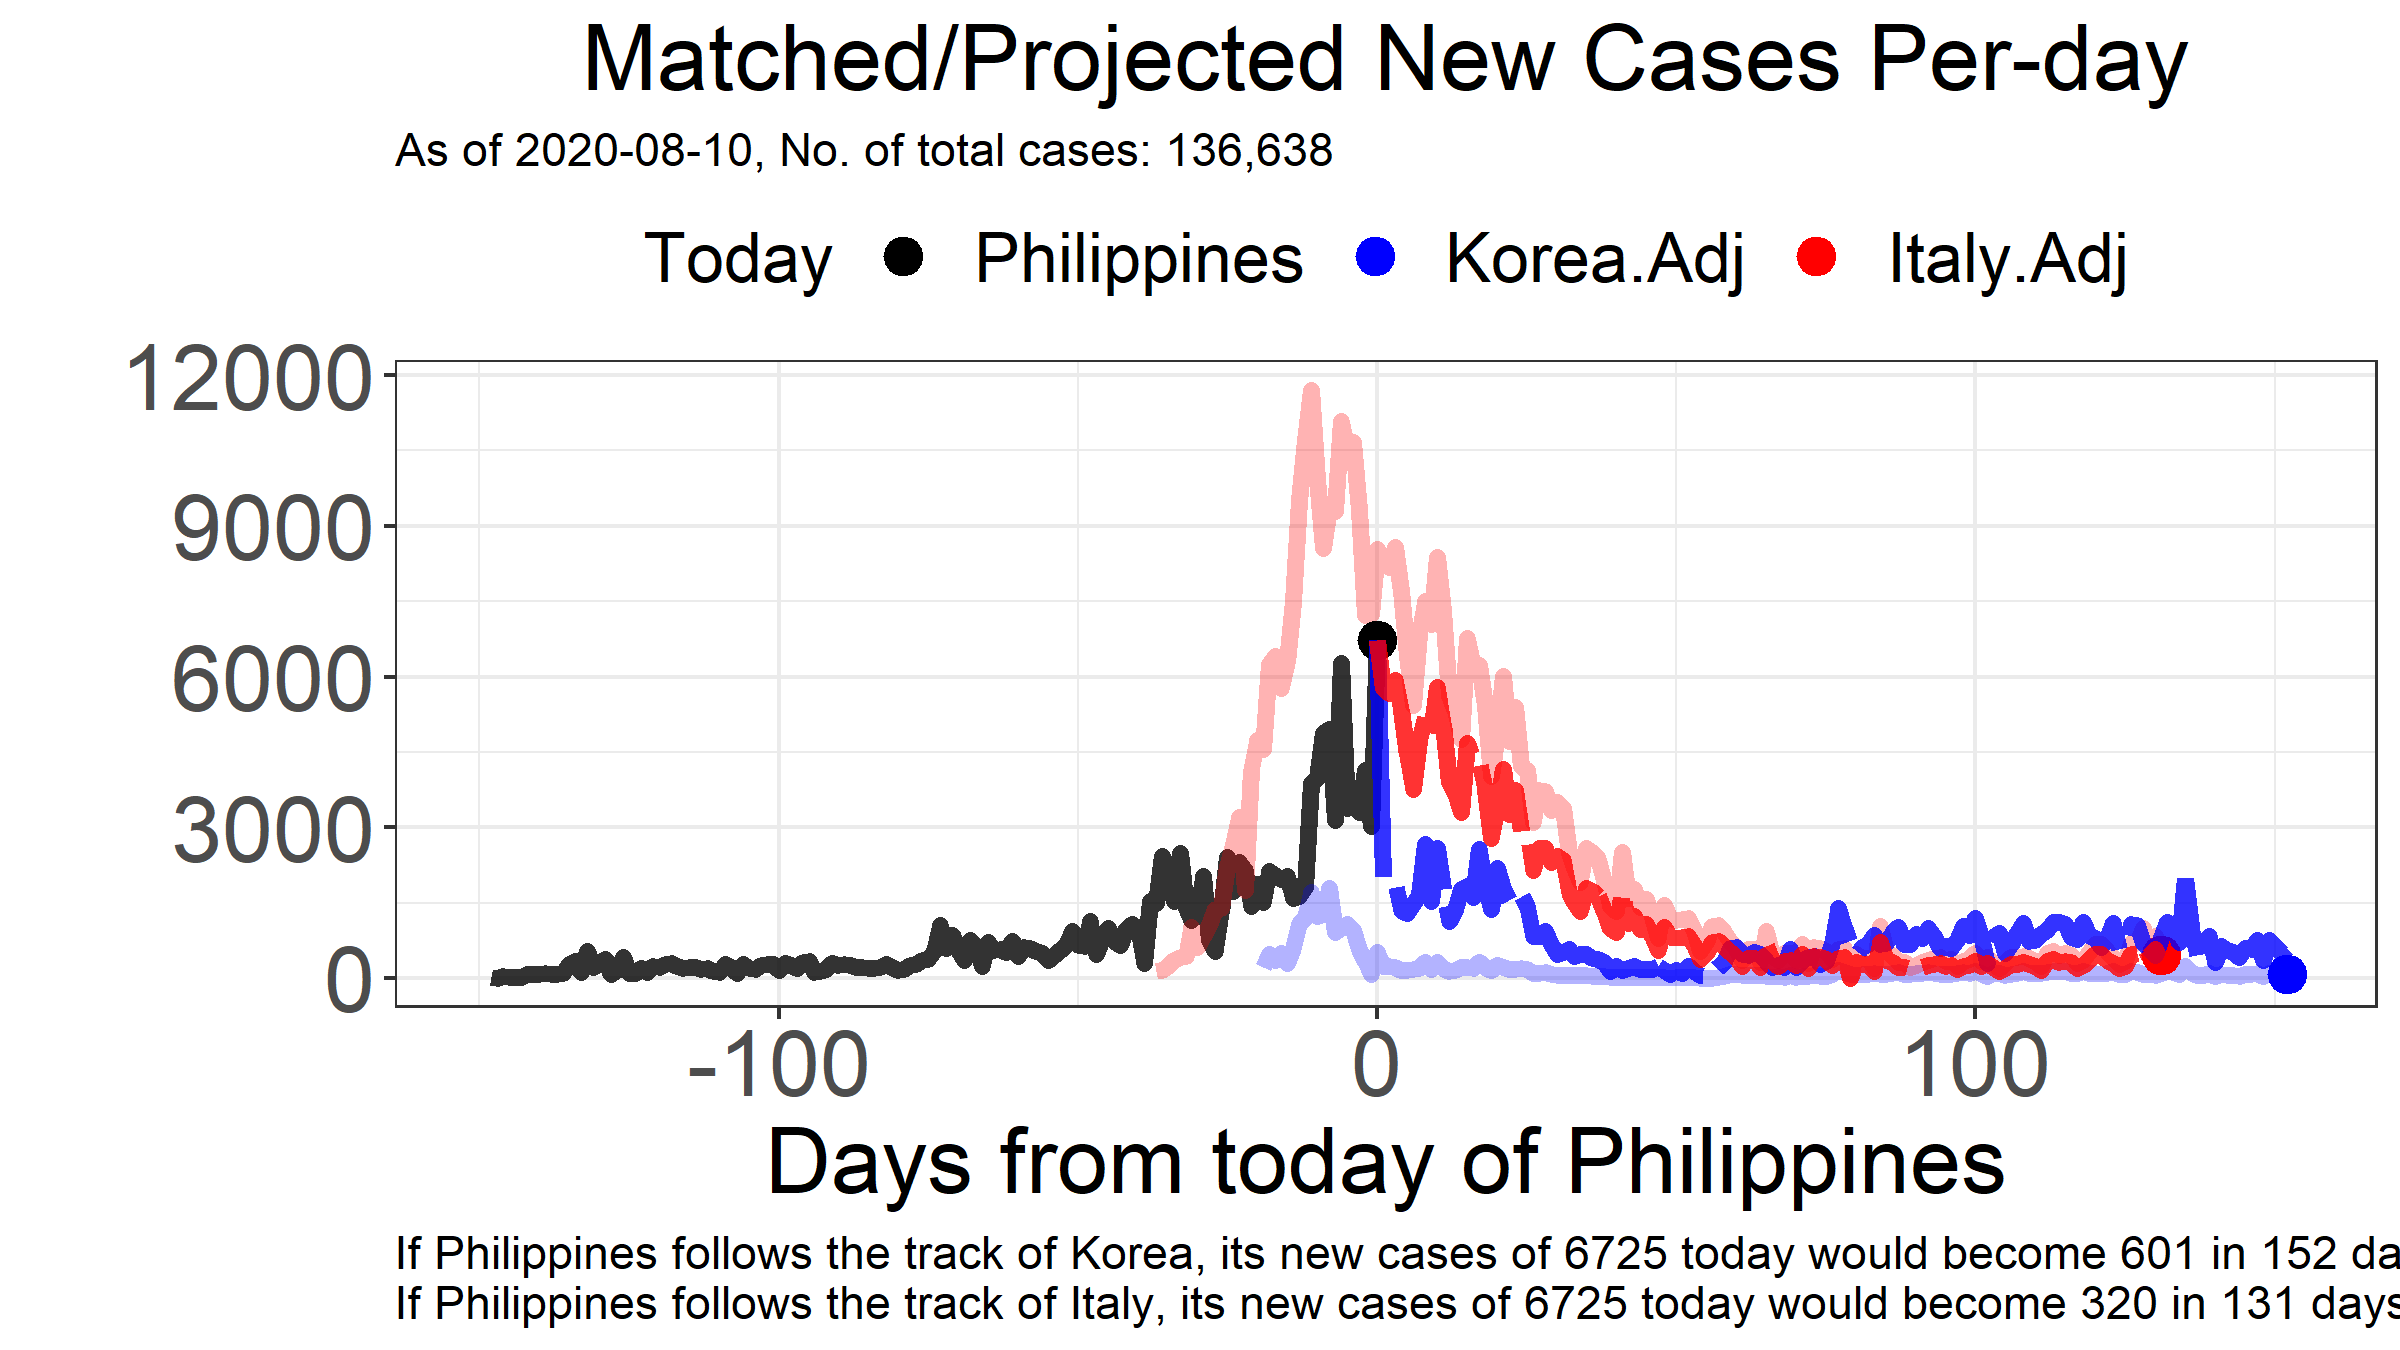 Matched/Projected New Cases Per-day
As of 2020-08-10, No. of total cases: 136,638
Today Philippines Korea.Adj Italy.Adj
12000
9000
6000
3000
0
-100 0 100
Days from today of Philippines
If Philippines follows the track of Korea, its new cases of 6725 today would become 601 in 152 da
If Philippines follows the track of Italy, its new cases of 6725 today would become 320 in 131 days